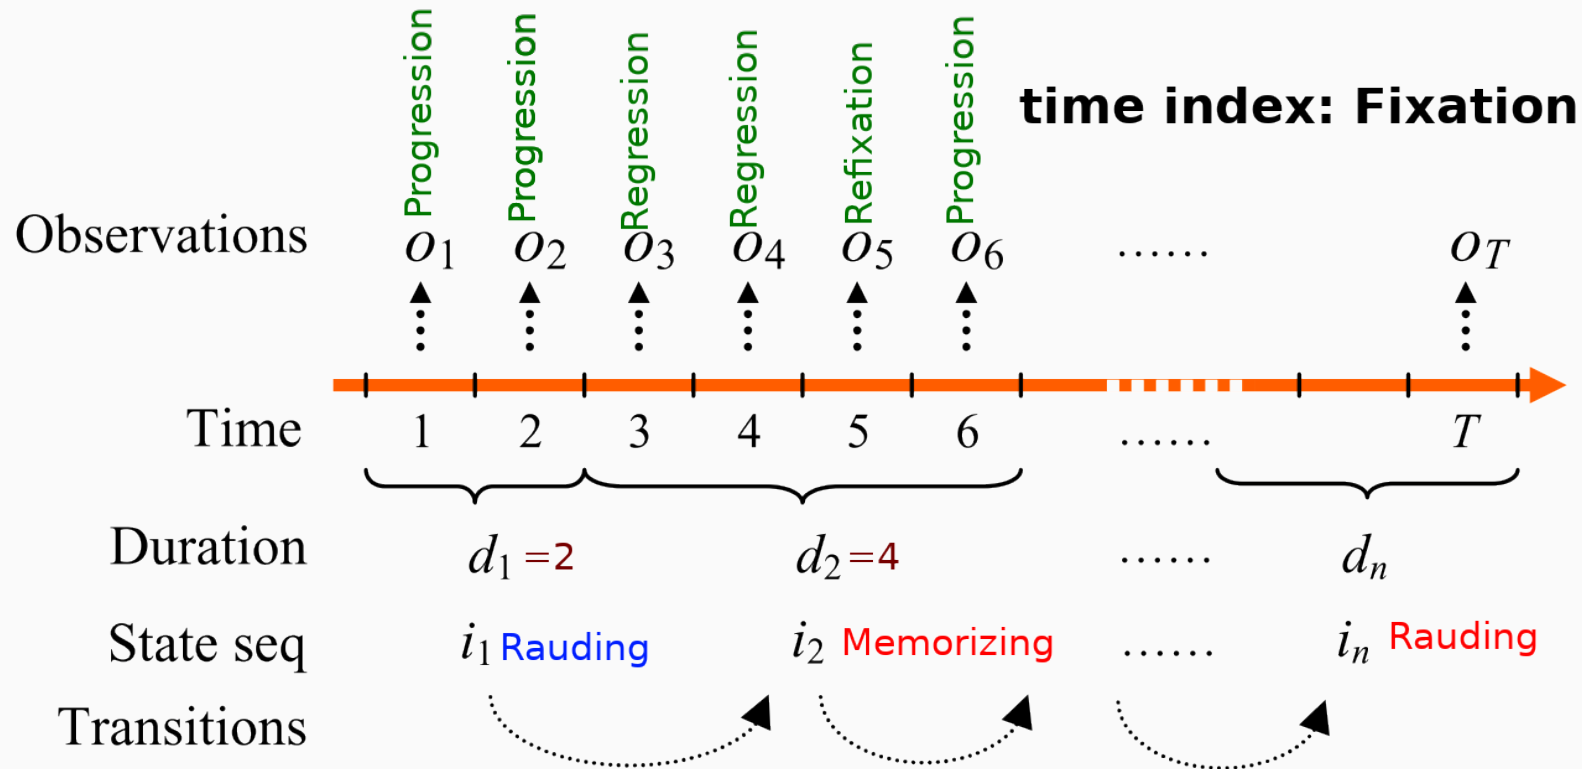 Progression Progression Regression Regression Refixation Progression
time index: Fixation
Observations o1 o2 o3 o4 o5 o6 ...... oT
Time 1 2 3 4 5 6 ...... T
Duration d1 =2 d2 =4 ...... dn
State seq i1 Rauding i2 Memorizing ...... in Rauding
Transitions